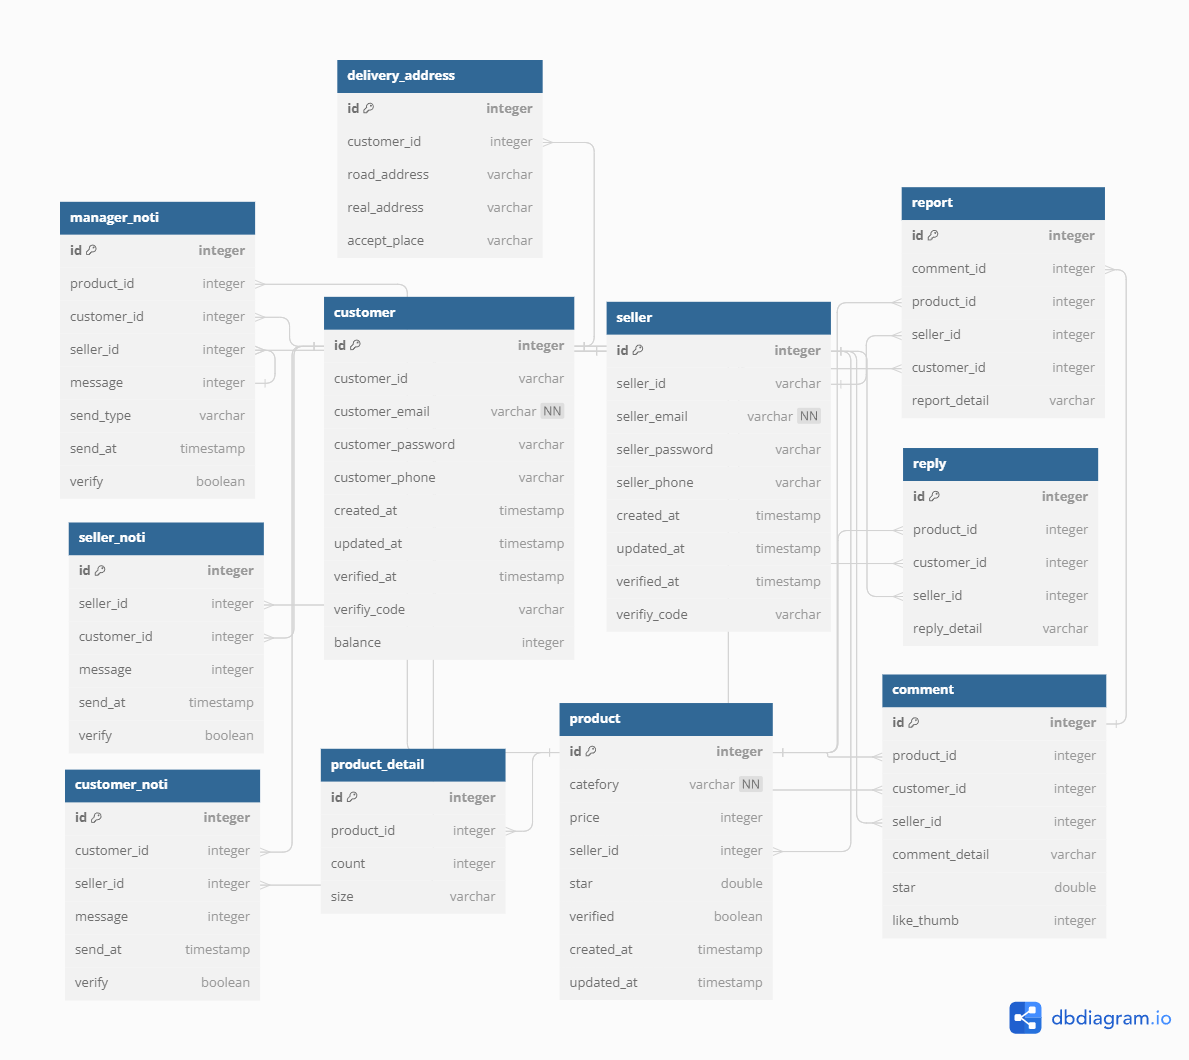 delivery_address
id integer
customer_id integer
road_address varchar
real_address varchar
accept_place varchar
manager_noti
id integer
product_id integer
customer_id integer
seller_id integer
message integer
send_type varchar
send_at timestamp
verify boolean
customer
id integer
customer_id varchar
customer_email varchar NN
customer_password varchar
customer_phone varchar
created_at timestamp
updated_at timestamp
verified_at timestamp
verifiy_code varchar
balance integer
seller
id integer
seller_id varchar
seller_email varchar NN
seller_password varchar
seller_phone varchar
created_at timestamp
updated_at timestamp
verified_at timestamp
verifiy_code varchar
report
id integer
comment_id integer
product_id integer
seller_id integer
customer_id integer
report_detail varchar
reply
id integer
product_id integer
customer_id integer
seller_id integer
reply_detail varchar
seller_noti
id integer
seller_id integer
customer_id integer
message integer
send_at timestamp
verify boolean
customer_noti
id integer
customer_id integer
seller_id integer
message integer
send_at timestamp
verify boolean
product_detail
id integer
product_id integer
count integer
size varchar
product
id integer
catefory varchar NN
price integer
seller_id integer
star double
verified boolean
created_at timestamp
updated_at timestamp
comment
id integer
product_id integer
customer_id integer
seller_id integer
comment_detail varchar
star double
like_thumb integer
dbdiagram.io